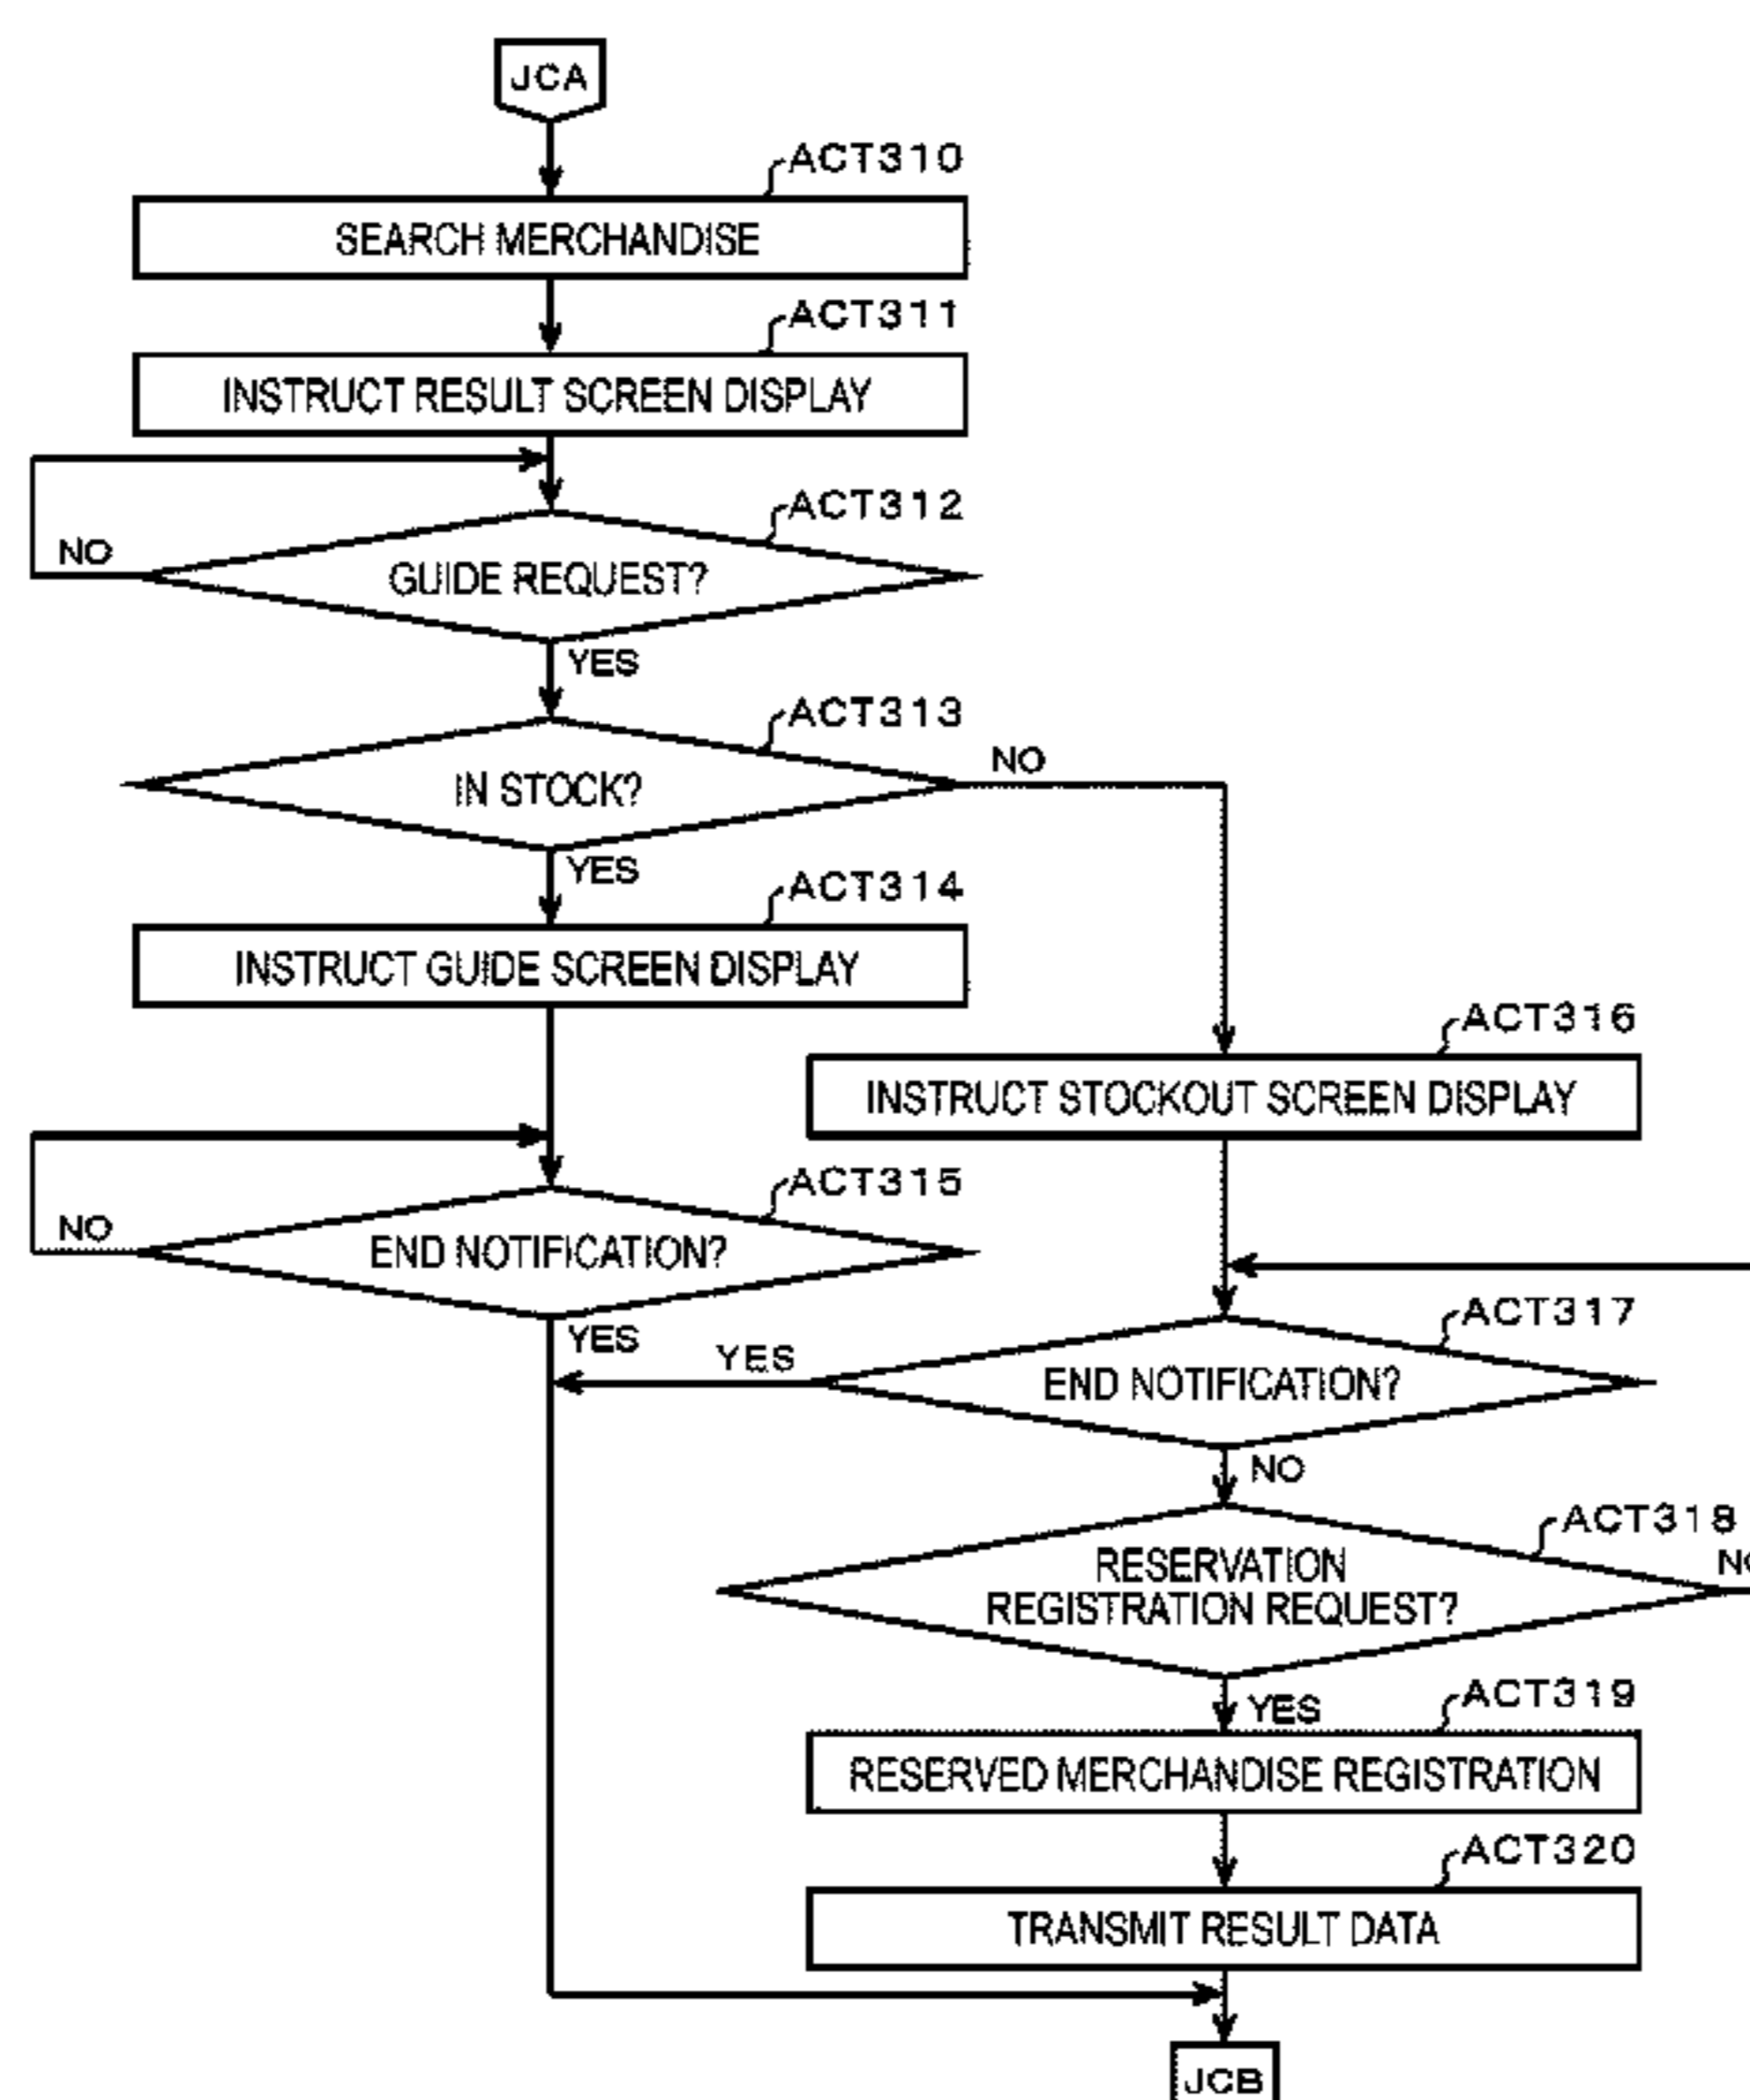 JCA
ACT310
SEARCH MERCHANDISE
ACT311
INSTRUCT RESULT SCREEN DISPLAY
ACT312
NO
GUIDE REQUEST?
YES
ACT313
NO
IN STOCK?
YES
ACT314
INSTRUCT GUIDE SCREEN DISPLAY
ACT316
INSTRUCT STOCKOUT SCREEN DISPLAY
ACT315
NO
END NOTIFICATION?
YES
ACT317
YES
END NOTIFICATION?
NO
ACT318
NO
RESERVATION
REGISTRATION REQUEST?
YES
ACT319
RESERVED MERCHANDISE REGISTRATION
ACT320
TRANSMIT RESULT DATA
JCB